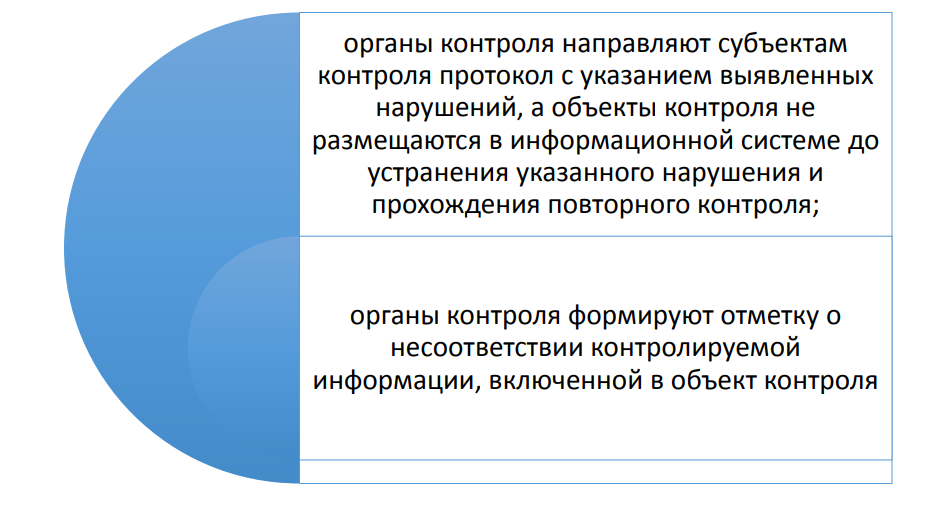 органы контроля направляют субъектам
контроля протокол с указанием выявленных
нарушений, а объекты контроля не
размещаются в информационной системе до
устранения указанного нарушения и
прохождения повторного контроля;
органы контроля формируют отметку о
несоответствии контролируемой
информации, включенной в объект контроля